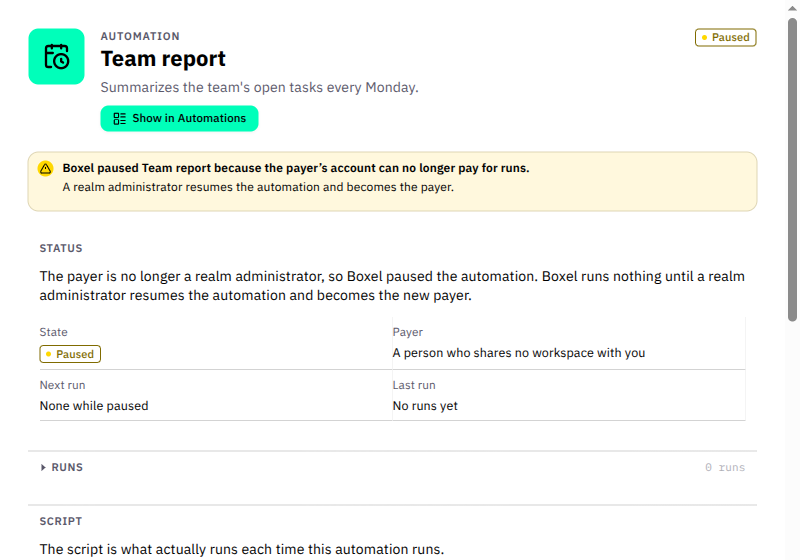 AUTOMATION
Team report
Paused
Summarizes the team's open tasks every Monday.
Show in Automations
Boxel paused Team report because the payer’s account can no longer pay for runs.
A realm administrator resumes the automation and becomes the payer.
STATUS
The payer is no longer a realm administrator, so Boxel paused the automation. Boxel runs nothing until a realm
administrator resumes the automation and becomes the new payer.
State
Payer
Paused
A person who shares no workspace with you
Next run
Last run
None while paused
No runs yet
RUNS
0 runs
SCRIPT
The script is what actually runs each time this automation runs.